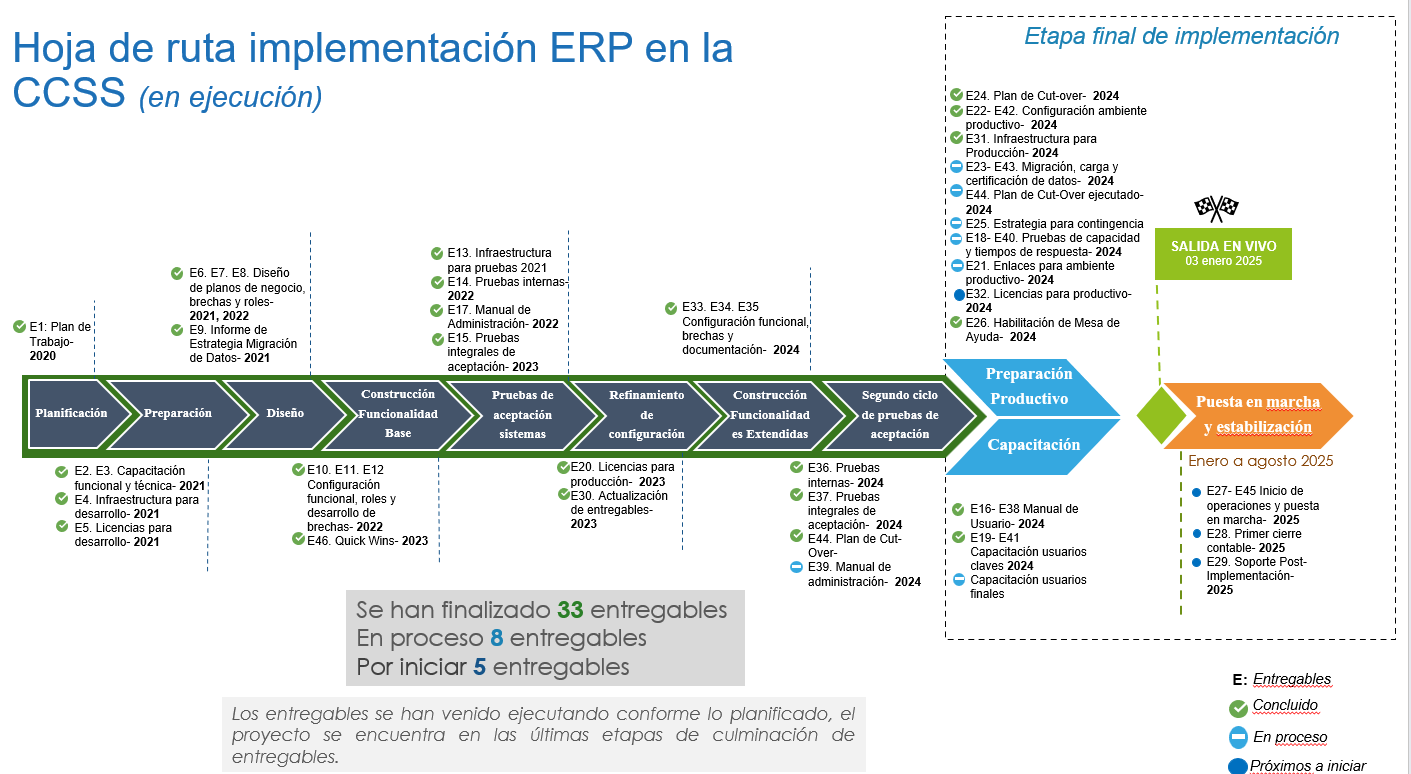 Hoja de ruta implementación ERP en la
CCSS (en ejecución)
Etapa final de implementación
E24. Plan de Cut-over- 2024
E22- E42. Configuración ambiente
productivo- 2024
E31. Infraestructura para
Producción- 2024
E23- E43. Migración, carga y
certificación de datos- 2024
E44. Plan de Cut-Over ejecutado-
2024
E25. Estrategia para contingencia
E18- E40. Pruebas de capacidad
y tiempos de respuesta- 2024
E21. Enlaces para ambiente
productivo- 2024
E32. Licencias para productivo-
2024
E26. Habilitación de Mesa de
Ayuda- 2024
SALIDA EN VIVO
03 enero 2025
E1: Plan de
Trabajo-
2020
E6. E7. E8. Diseño
de planos de negocio,
brechas y roles-
2021, 2022
E9. Informe de
Estrategia Migración
de Datos- 2021
E13. Infraestructura
para pruebas 2021
E14. Pruebas internas-
2022
E17. Manual de
Administración- 2022
E15. Pruebas
integrales de
aceptación- 2023
E33. E34. E35
Configuración funcional,
brechas y
documentación- 2024
Planificación
Preparación
Diseño
Construcción
Funcionalidad
Base
Pruebas de
aceptación
sistemas
Refinamiento
de
configuración
Construcción
Funcionalidad
es Extendidas
Segundo ciclo
de pruebas de
aceptación
Preparación
Productivo
Capacitación
Puesta en marcha
y estabilización
Enero a agosto 2025
E2. E3. Capacitación
funcional y técnica- 2021
E4. Infraestructura para
desarrollo- 2021
E5. Licencias para
desarrollo- 2021
E10. E11. E12
Configuración
funcional, roles y
desarrollo de
brechas- 2022
E46. Quick Wins- 2023
E20. Licencias para
producción- 2023
E30. Actualización
de entregables-
2023
E36. Pruebas
internas- 2024
E37. Pruebas
integrales de
aceptación- 2024
E44. Plan de Cut-
Over-
E39. Manual de
administración- 2024
E16- E38 Manual de
Usuario- 2024
E19- E41
Capacitación usuarios
claves 2024
Capacitación usuarios
finales
E27- E45 Inicio de
operaciones y puesta
en marcha- 2025
E28. Primer cierre
contable- 2025
E29. Soporte Post-
Implementación-
2025
Se han finalizado 33 entregables
En proceso 8 entregables
Por iniciar 5 entregables
Los entregables se han venido ejecutando conforme lo planificado, el
proyecto se encuentra en las últimas etapas de culminación de
entregables.
E: Entregables
Concluido
En proceso
Próximos a iniciar